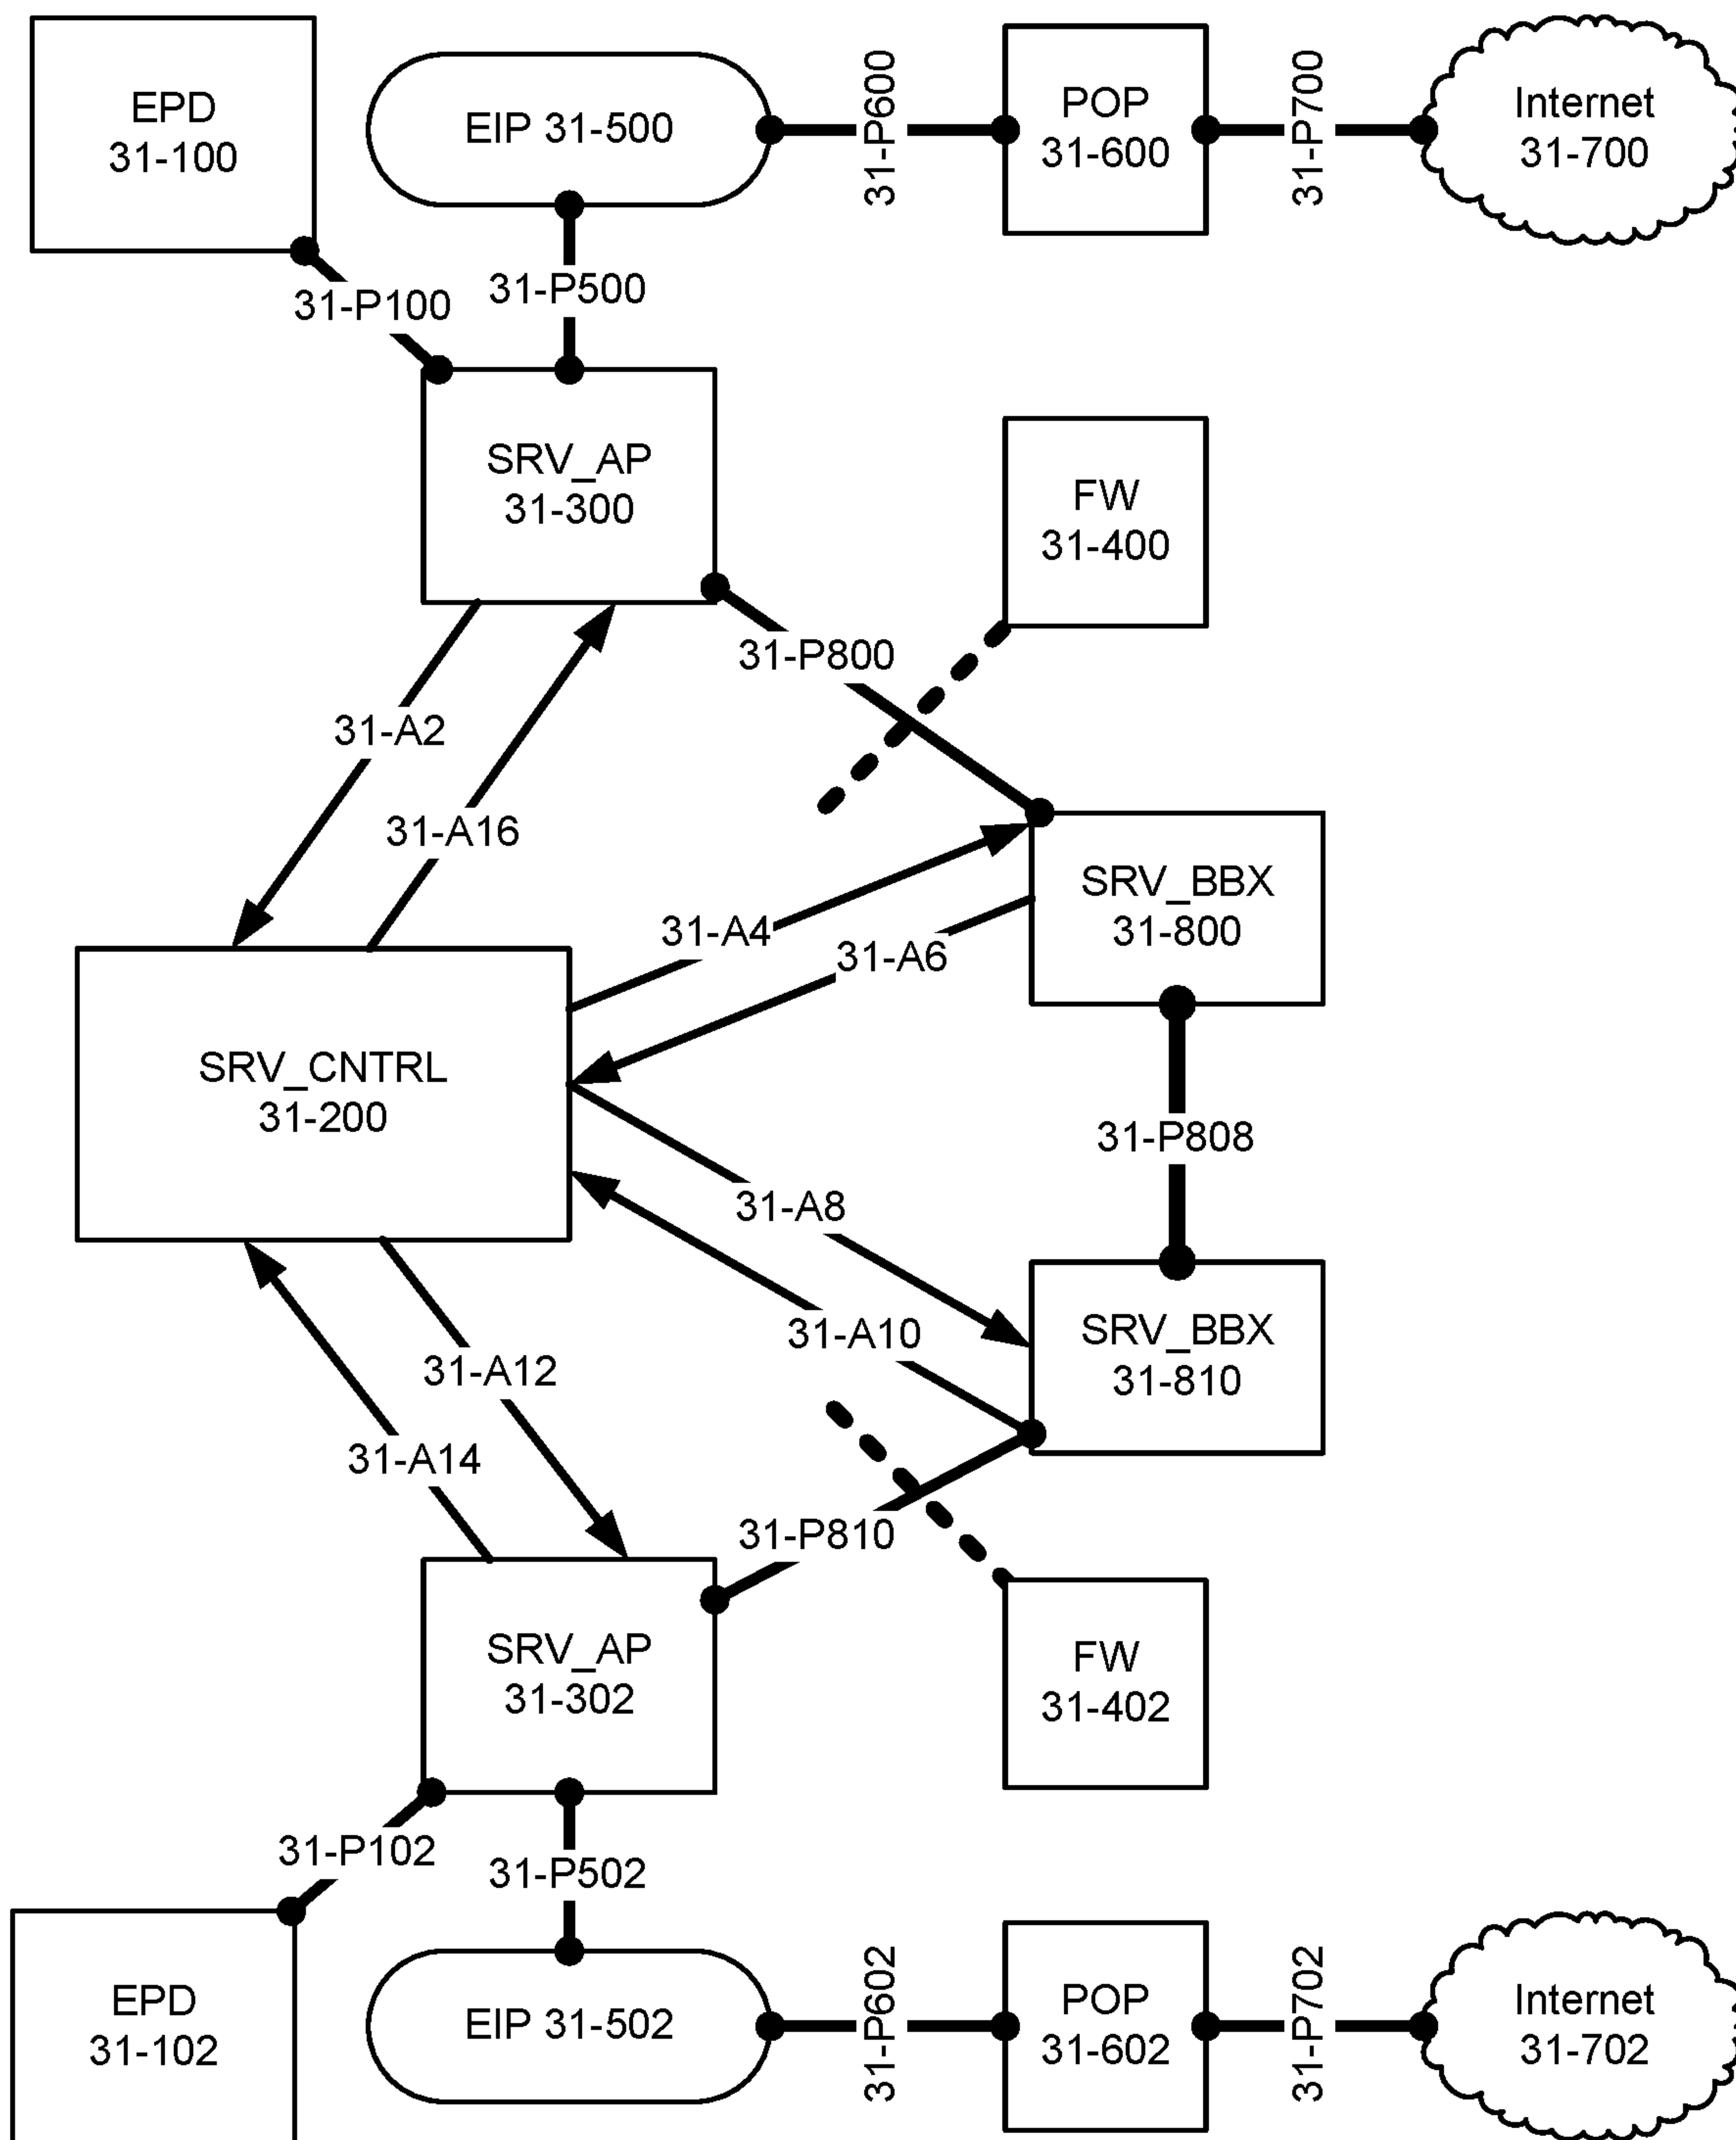 EPD
31-100
EIP 31-500
31-P600
POP
31-600
31-P700
Internet
31-700
31-P100
31-P500
SRV_AP
31-300
FW
31-400
31-P800
31-A2
31-A16
31-A4
31-A6
SRV_BBX
31-800
SRV_CNTRL
31-200
31-P808
31-A8
31-A10
SRV_BBX
31-810
31-A12
31-A14
31-P810
SRV_AP
31-302
FW
31-402
31-P102
31-P502
EPD
31-102
EIP 31-502
31-P602
POP
31-602
31-P702
Internet
31-702